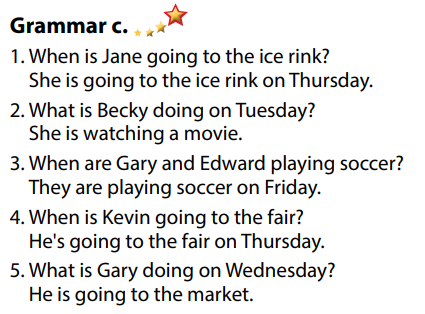 Grammar c.
1. When is Jane going to the ice rink?
She is going to the ice rink on Thursday.
2. What is Becky doing on Tuesday?
She is watching a movie.
3. When are Gary and Edward playing soccer?
They are playing soccer on Friday.
4. When is Kevin going to the fair?
He's going to the fair on Thursday.
5. What is Gary doing on Wednesday?
He is going to the market.